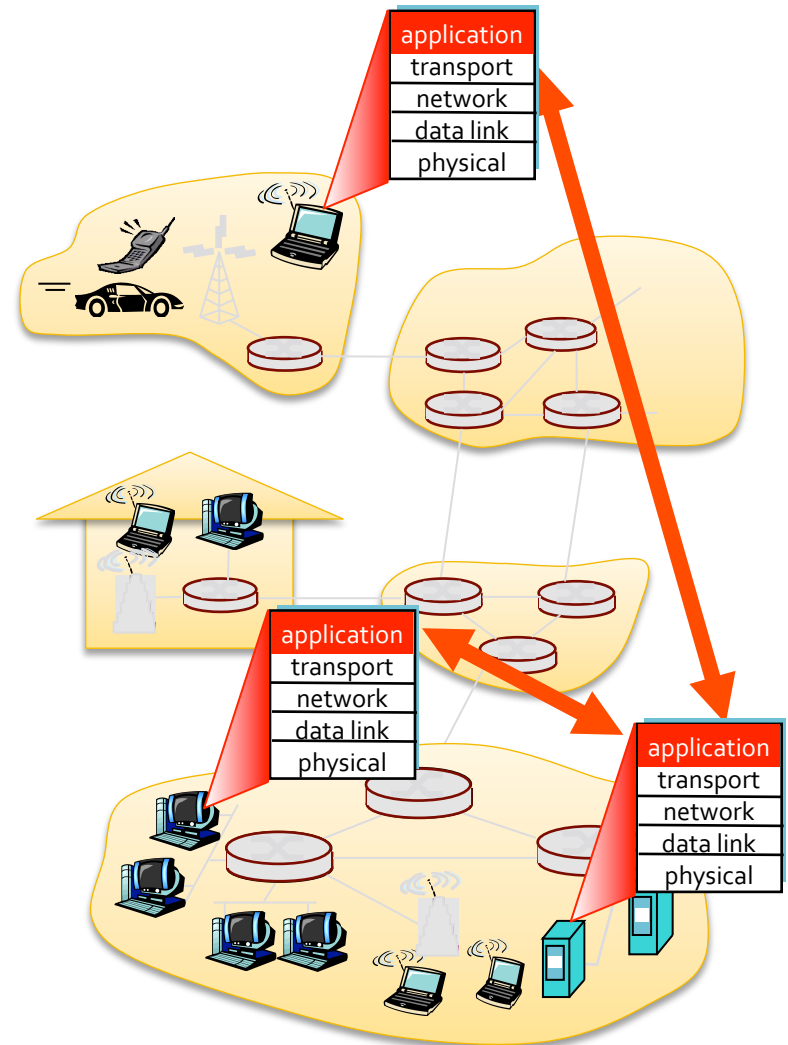 application
transport
network
data link
physical
application
transport
network
data link
physical
application
transport
network
data link
physical